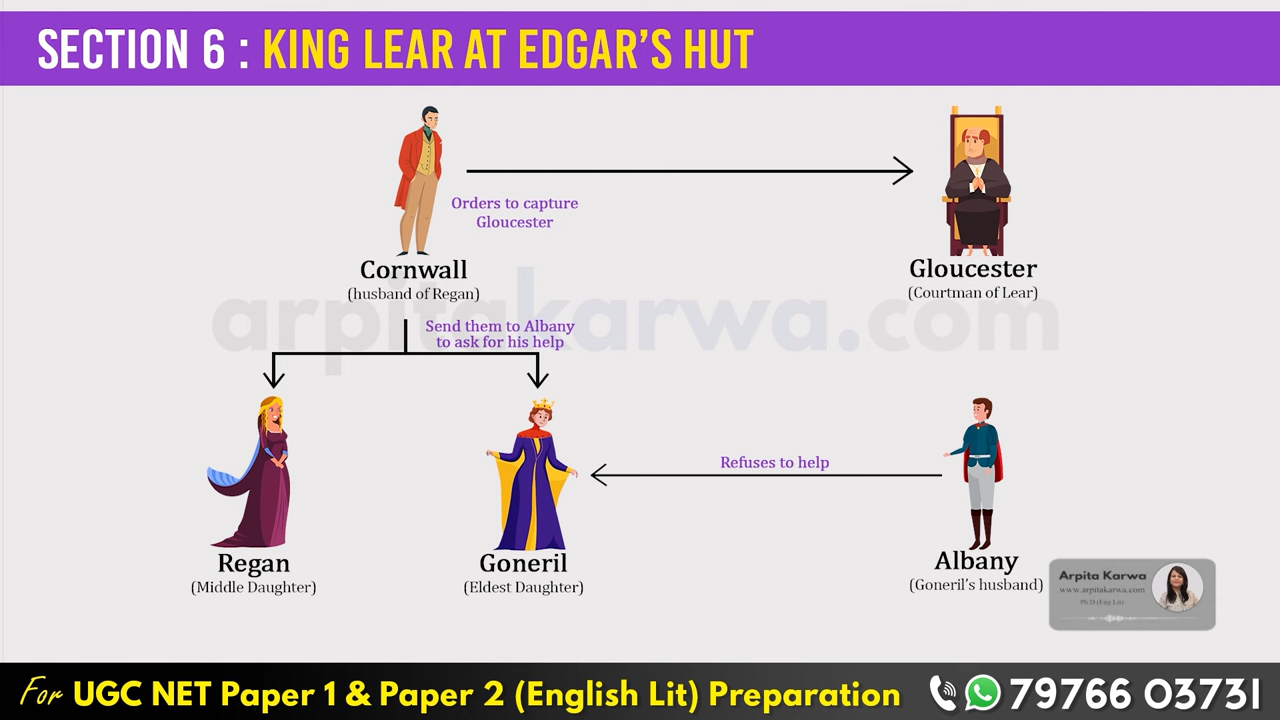 SECTION 6 : KING LEAR AT EDGAR'S HUT
Orders to capture
Gloucester
Cornwall
(husband of Regan)
Gloucester
(Courtman of Lear)
arpitakarwa.com
Send them to Albany
to ask for his help
Refuses to help
Regan
(Middle Daughter)
Goneril
(Eldest Daughter)
Albany
(Goneril's husband)
Arpita Karwa
www.arpitakarwa.com
Ph.D (Eng Lit)
For UGC NET Paper 1 & Paper 2 (English Lit) Preparation
79766 03731